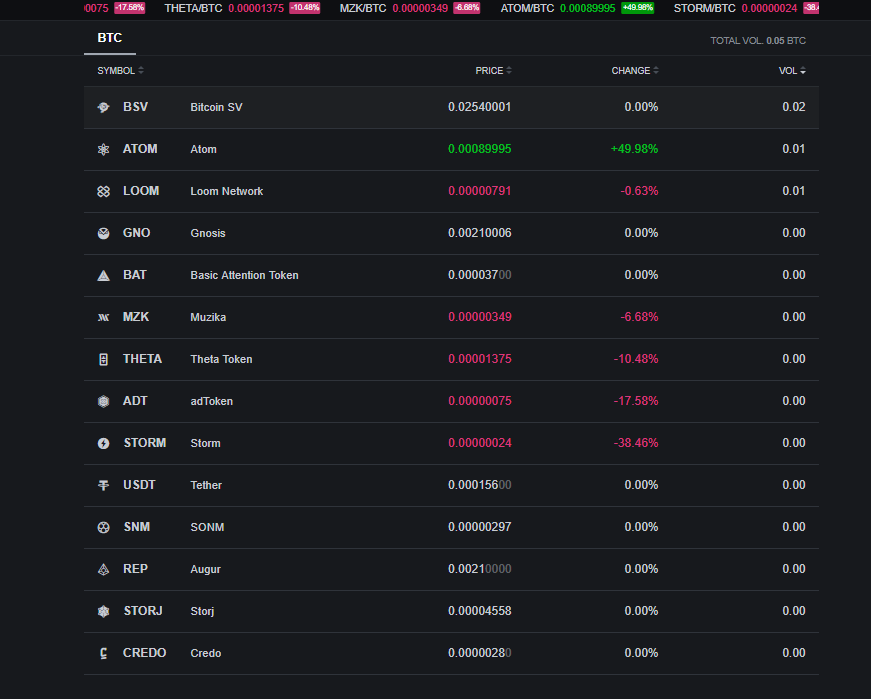 0075 -17.58% THETA/BTC 0.00001375 -10.48% MZK/BTC 0.00000349 -6.68% ATOM/BTC 0.00089995 +49.98% STORM/BTC 0.00000024 -38.4
BTC TOTAL VOL. 0.05 BTC
SYMBOL PRICE CHANGE VOL
BSV Bitcoin SV 0.02540001 0.00% 0.02
ATOM Atom 0.00089995 +49.98% 0.01
LOOM Loom Network 0.00000791 -0.63% 0.01
GNO Gnosis 0.00210006 0.00% 0.00
BAT Basic Attention Token 0.00003700 0.00% 0.00
MZK Muzika 0.00000349 -6.68% 0.00
THETA Theta Token 0.00001375 -10.48% 0.00
ADT adToken 0.00000075 -17.58% 0.00
STORM Storm 0.00000024 -38.46% 0.00
USDT Tether 0.00015600 0.00% 0.00
SNM SONM 0.00000297 0.00% 0.00
REP Augur 0.00210000 0.00% 0.00
STORJ Storj 0.00004558 0.00% 0.00
CREDO Credo 0.00000280 0.00% 0.00